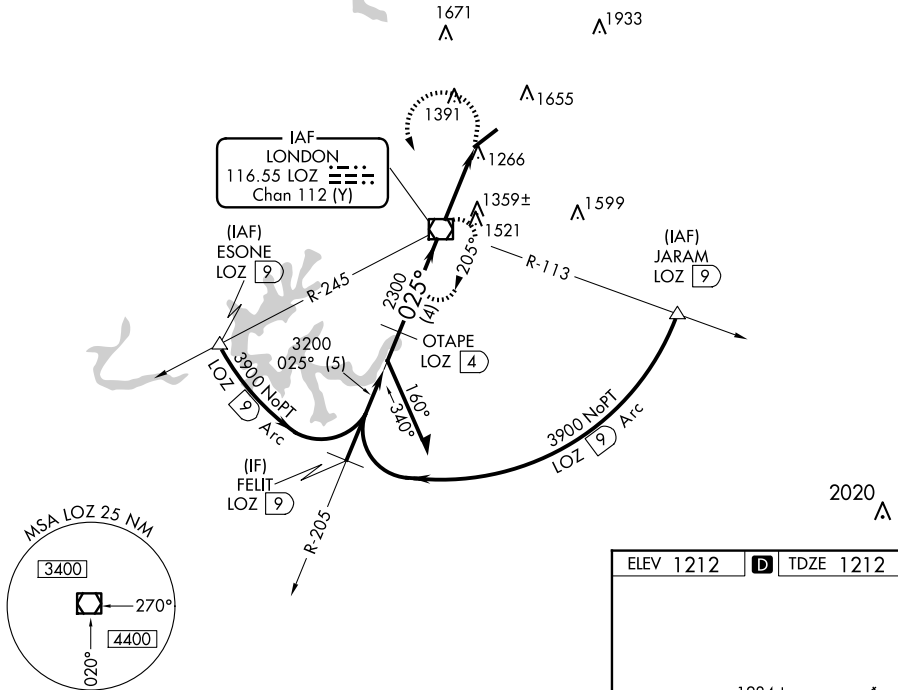 1671
1933
1391
1655
IAF
LONDON
116.55 LOZ
Chan 112 (Y)
1266
1359±
1521
1599
(IAF)
ESONE
LOZ 9
(IAF)
JARAM
LOZ 9
R-245
R-113
205°
2300
025°
(4)
OTAPE
LOZ 4
3200
025° (5)
3900 NoPT
LOZ 9 Arc
160°
340°
3900 NoPT
LOZ 9 Arc
(IF)
FELIT
LOZ 9
R-205
2020
MSA LOZ 25 NM
3400
270°
4400
020°
ELEV 1212 D TDZE 1212